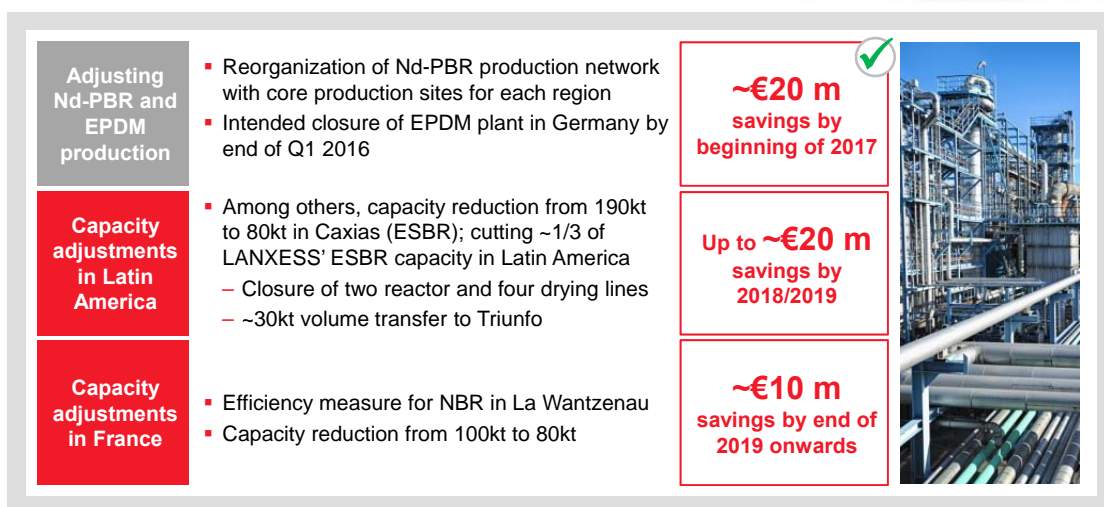 Adjusting
Nd-PBR and
EPDM
production
▪ Reorganization of Nd-PBR production network
with core production sites for each region
▪ Intended closure of EPDM plant in Germany by
end of Q1 2016
~€20 m
savings by
beginning of 2017
Capacity
adjustments
in Latin
America
▪ Among others, capacity reduction from 190kt
to 80kt in Caxias (ESBR); cutting ~1/3 of
LANXESS’ ESBR capacity in Latin America
– Closure of two reactor and four drying lines
– ~30kt volume transfer to Triunfo
Up to ~€20 m
savings by
2018/2019
Capacity
adjustments
in France
▪ Efficiency measure for NBR in La Wantzenau
▪ Capacity reduction from 100kt to 80kt
~€10 m
savings by end of
2019 onwards